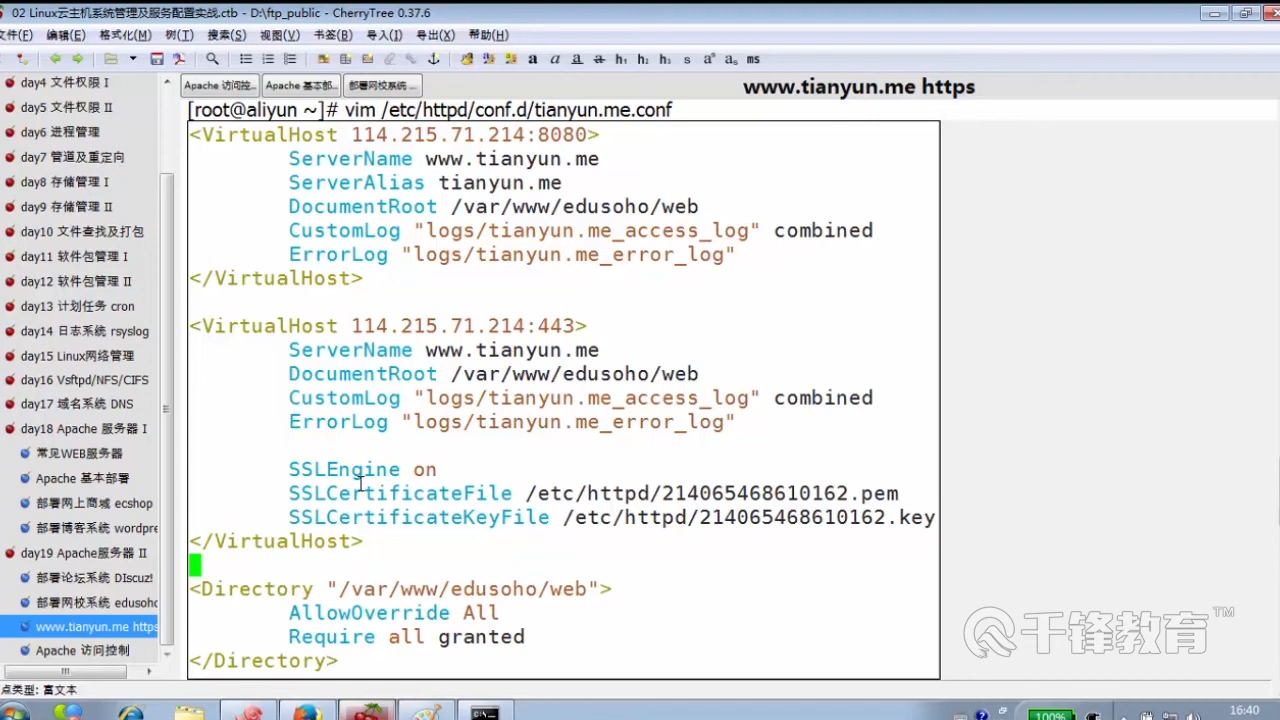 02 Linux云主机系统管理及服务配置实战.ctb - D:\ftp_public - CherryTree 0.37.6
文件(F) 编辑(E) 格式化(M) 树(T) 搜索(S) 视图(V) 书签(B) 导入(I) 导出(X) 帮助(H)
a a a a h₁ h₂ h₃ s aˢ aₛ ms
day4 文件权限 I
day5 文件权限 II
day6 进程管理
day7 管道及重定向
day8 存储管理 I
day9 存储管理 II
day10 文件查找及打包
day11 软件包管理 I
day12 软件包管理 II
day13 计划任务 cron
day14 日志系统 rsyslog
day15 Linux网络管理
day16 Vsftpd/NFS/CIFS
day17 域名系统 DNS
day18 Apache 服务器 I
常见WEB服务器
Apache 基本部署
部署网上商城 ecshop
部署博客系统 wordpre
day19 Apache服务器 II
部署论坛系统 DIscuz!
部署网校系统 edusoho
www.tianyun.me https
Apache 访问控制
点类型: 富文本
Apache 访问控... Apache 基本部... 部署网校系统 ...
www.tianyun.me https
[root@aliyun ~]# vim /etc/httpd/conf.d/tianyun.me.conf
<VirtualHost 114.215.71.214:8080>
ServerName www.tianyun.me
ServerAlias tianyun.me
DocumentRoot /var/www/edusoho/web
CustomLog "logs/tianyun.me_access_log" combined
ErrorLog "logs/tianyun.me_error_log"
</VirtualHost>
<VirtualHost 114.215.71.214:443>
ServerName www.tianyun.me
DocumentRoot /var/www/edusoho/web
CustomLog "logs/tianyun.me_access_log" combined
ErrorLog "logs/tianyun.me_error_log"
SSLEngine on
SSLCertificateFile /etc/httpd/214065468610162.pem
SSLCertificateKeyFile /etc/httpd/214065468610162.key
</VirtualHost>
<Directory "/var/www/edusoho/web">
AllowOverride All
Require all granted
</Directory>
千锋教育™
100%
16:40